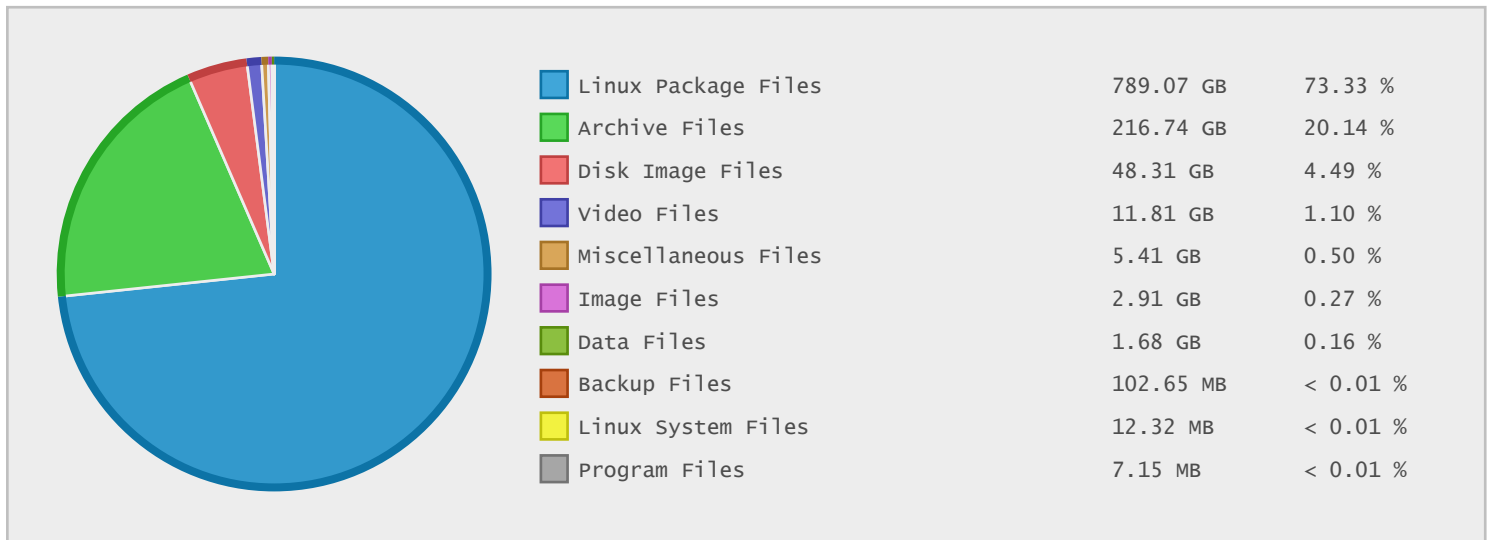 Linux Package Files 789.07 GB 73.33 %
Archive Files 216.74 GB 20.14 %
Disk Image Files 48.31 GB 4.49 %
Video Files 11.81 GB 1.10 %
Miscellaneous Files 5.41 GB 0.50 %
Image Files 2.91 GB 0.27 %
Data Files 1.68 GB 0.16 %
Backup Files 102.65 MB < 0.01 %
Linux System Files 12.32 MB < 0.01 %
Program Files 7.15 MB < 0.01 %